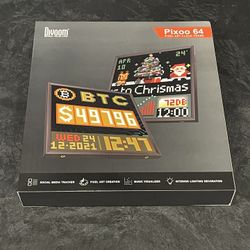 Divoom
Pixoo 64
APR
10
24°
to Christmas
72DB
12:00
BTC
$49796
WED 24
12-2021
12:47
SOCIAL MEDIA TRACKER
PIXEL ART CREATION
MUSIC VISUALIZER
INTERIOR LIGHTING DECORATION